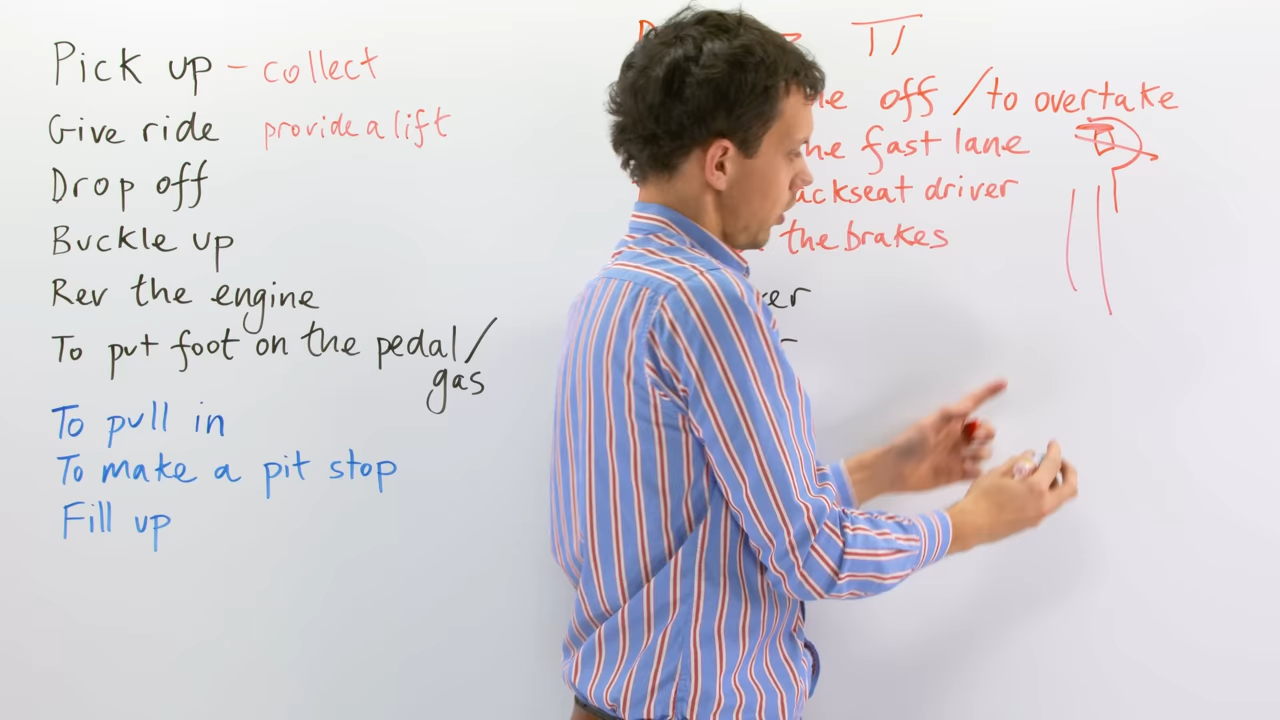 Pick up - collect
Give ride provide a lift
Drop off
Buckle up
Rev the engine
To put foot on the pedal/
gas
To pull in
To make a pit stop
Fill up
off /to overtake
fast lane
driver
the brakes